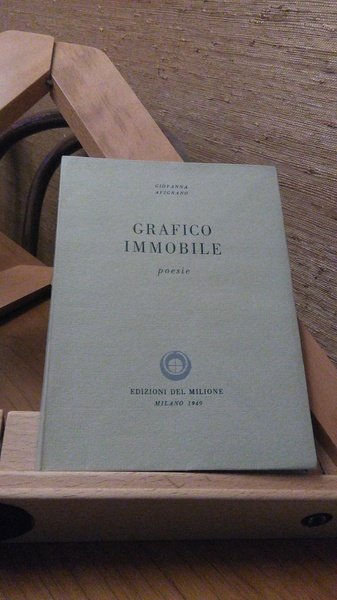 GIOVANNA
AVIGNANO
GRAFICO
IMMOBILE
poesie
EDIZIONI DEL MILIONE
MILANO 1949